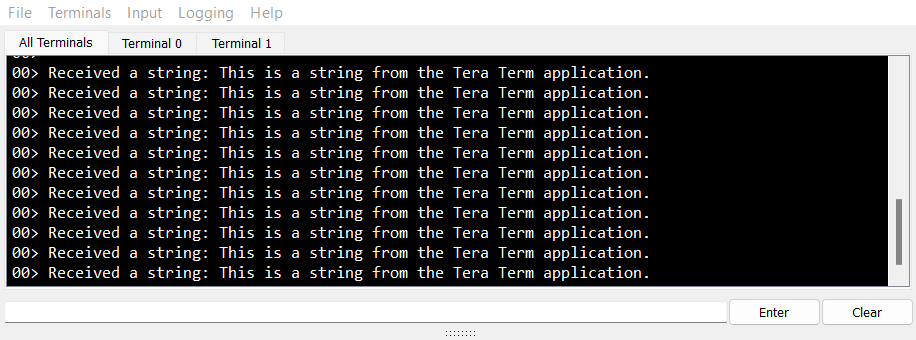 File Terminals Input Logging Help
All Terminals Terminal 0 Terminal 1
00> Received a string: This is a string from the Tera Term application.
00> Received a string: This is a string from the Tera Term application.
00> Received a string: This is a string from the Tera Term application.
00> Received a string: This is a string from the Tera Term application.
00> Received a string: This is a string from the Tera Term application.
00> Received a string: This is a string from the Tera Term application.
00> Received a string: This is a string from the Tera Term application.
00> Received a string: This is a string from the Tera Term application.
00> Received a string: This is a string from the Tera Term application.
00> Received a string: This is a string from the Tera Term application.
00> Received a string: This is a string from the Tera Term application.
Enter Clear